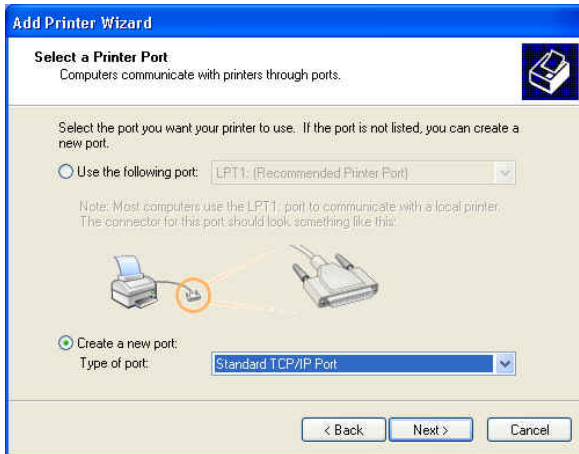 Add Printer Wizard
Select a Printer Port
Computers communicate with printers through ports.
Select the port you want your printer to use. If the port is not listed, you can create a
new port.
Use the following port: LPT1: (Recommended Printer Port)
Note: Most computers use the LPT1: port to communicate with a local printer.
The connector for this port should look something like this:
Create a new port:
Type of port: Standard TCP/IP Port
< Back Next > Cancel